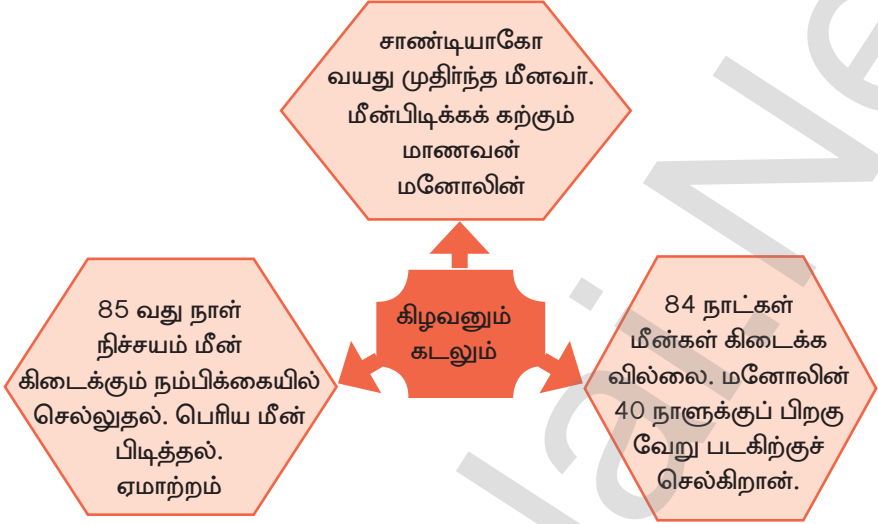 சாண்டியாகோ
வயது முதிர்ந்த மீனவர்.
மீன்பிடிக்கக் கற்கும்
மாணவன்
மனோலின்
கிழவனும்
கடலும்
85 வது நாள்
நிச்சயம் மீன்
கிடைக்கும் நம்பிக்கையில்
செல்லுதல். பெரிய மீன்
பிடித்தல்.
ஏமாற்றம்
84 நாட்கள்
மீன்கள் கிடைக்க
வில்லை. மனோலின்
40 நாளுக்குப் பிறகு
வேறு படகிற்குச்
செல்கிறான்.